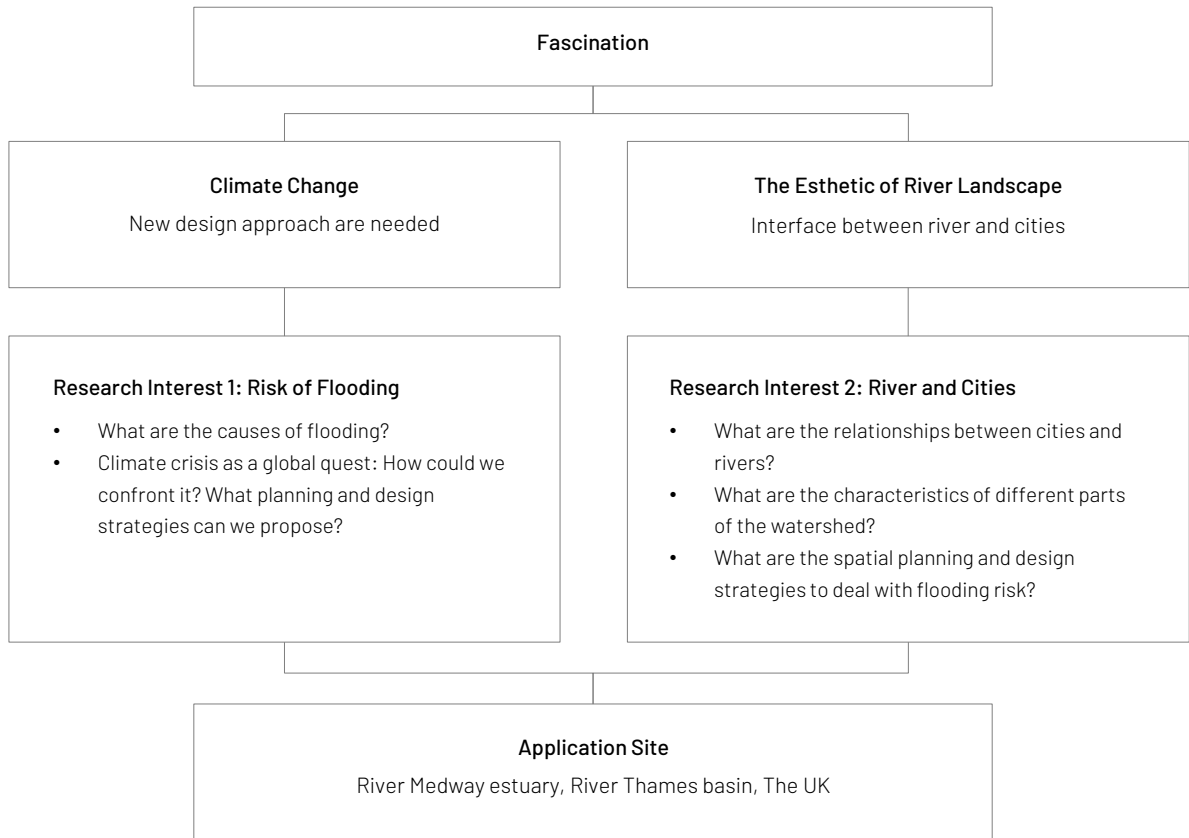 Fascination
Climate Change
New design approach are needed
The Esthetic of River Landscape
Interface between river and cities
Research Interest 1: Risk of Flooding
• What are the causes of flooding?
• Climate crisis as a global quest: How could we
confront it? What planning and design
strategies can we propose?
Research Interest 2: River and Cities
• What are the relationships between cities and
rivers?
• What are the characteristics of different parts
of the watershed?
• What are the spatial planning and design
strategies to deal with flooding risk?
Application Site
River Medway estuary, River Thames basin, The UK